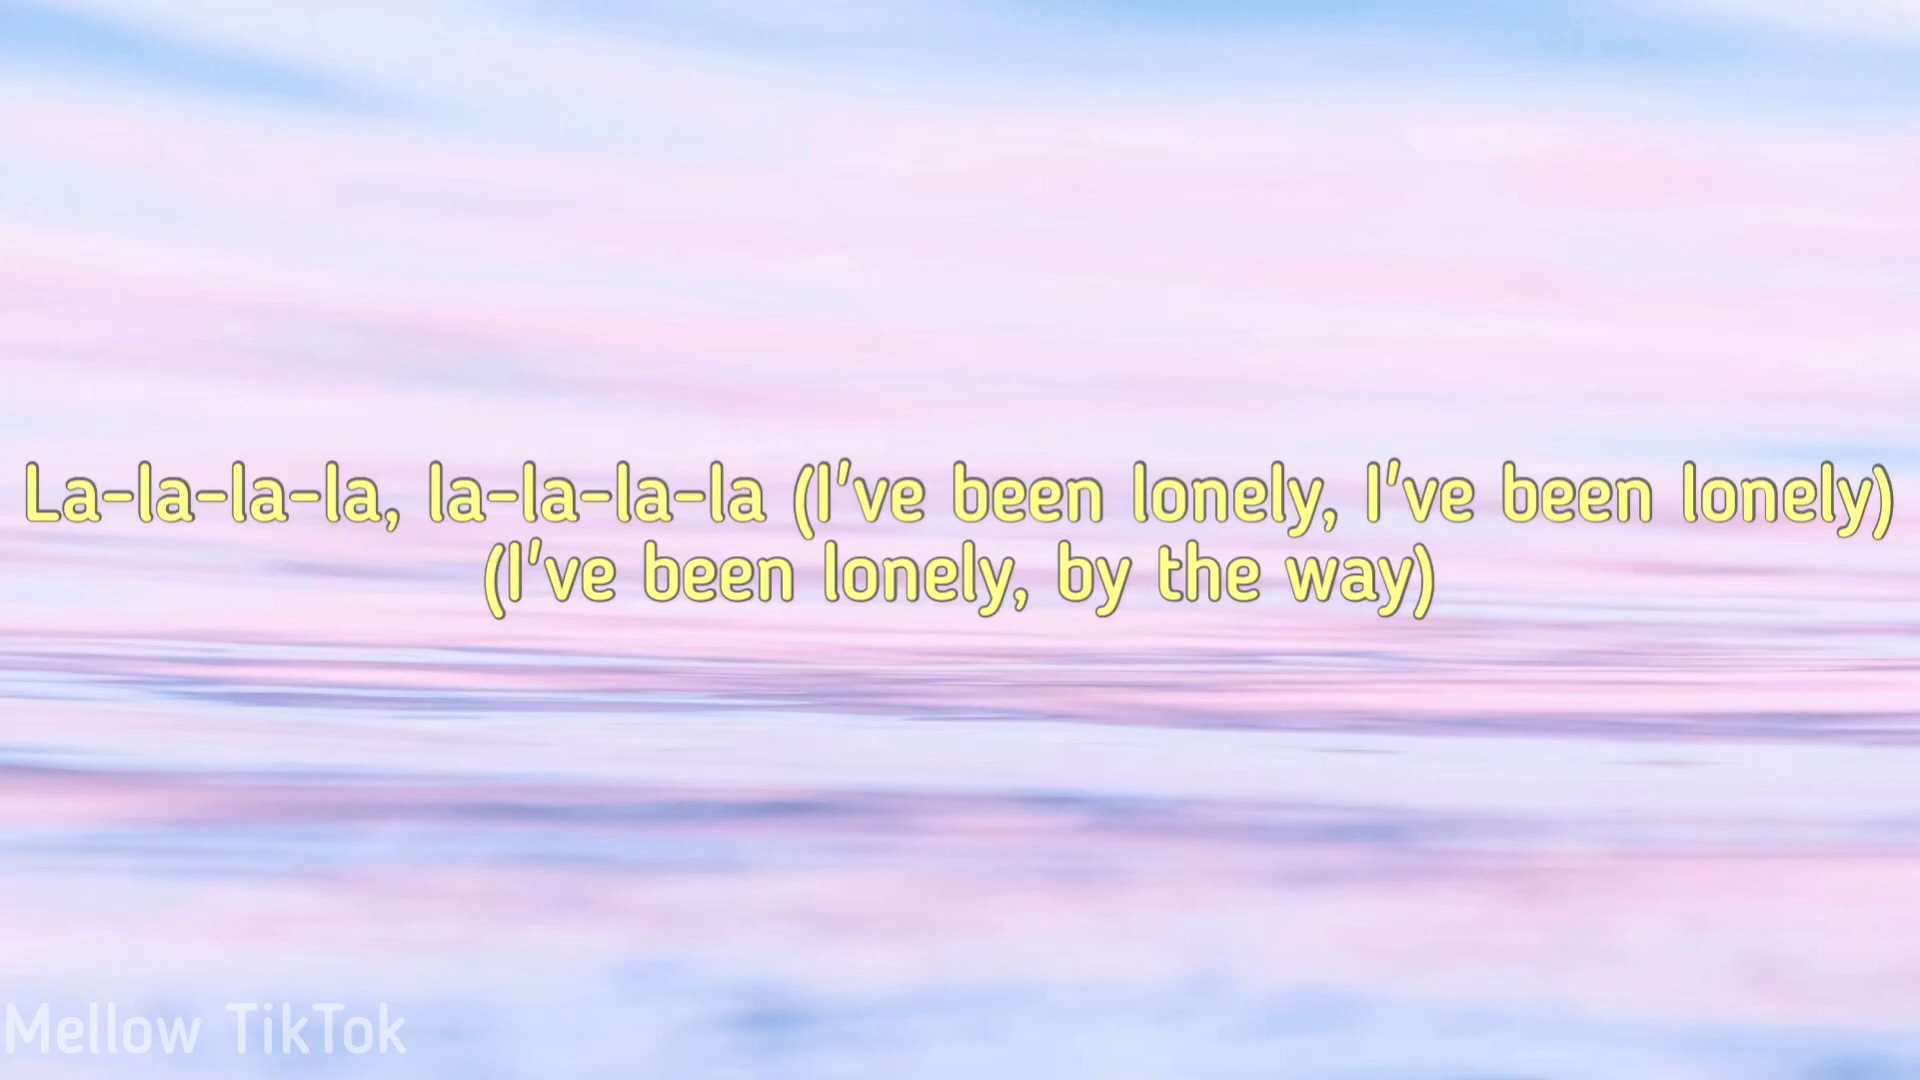 La-la-la-la, la-la-la-la (I've been lonely, I've been lonely)
(I've been lonely, by the way)
Mellow TikTok